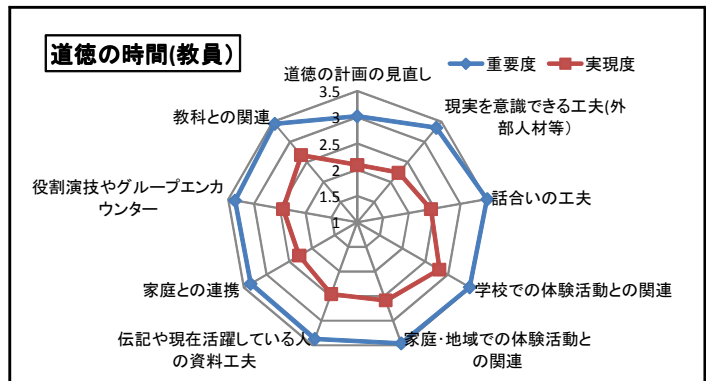 道徳の時間(教員)
重要度
実現度
道徳の計画の見直し
現実を意識できる工夫(外
部人材等)
話合いの工夫
学校での体験活動との関連
家庭・地域での体験活動と
の関連
伝記や現在活躍している人
の資料工夫
家庭との連携
役割演技やグループエンカ
ウンター
教科との関連
3.5
3
2.5
2
1.5
1